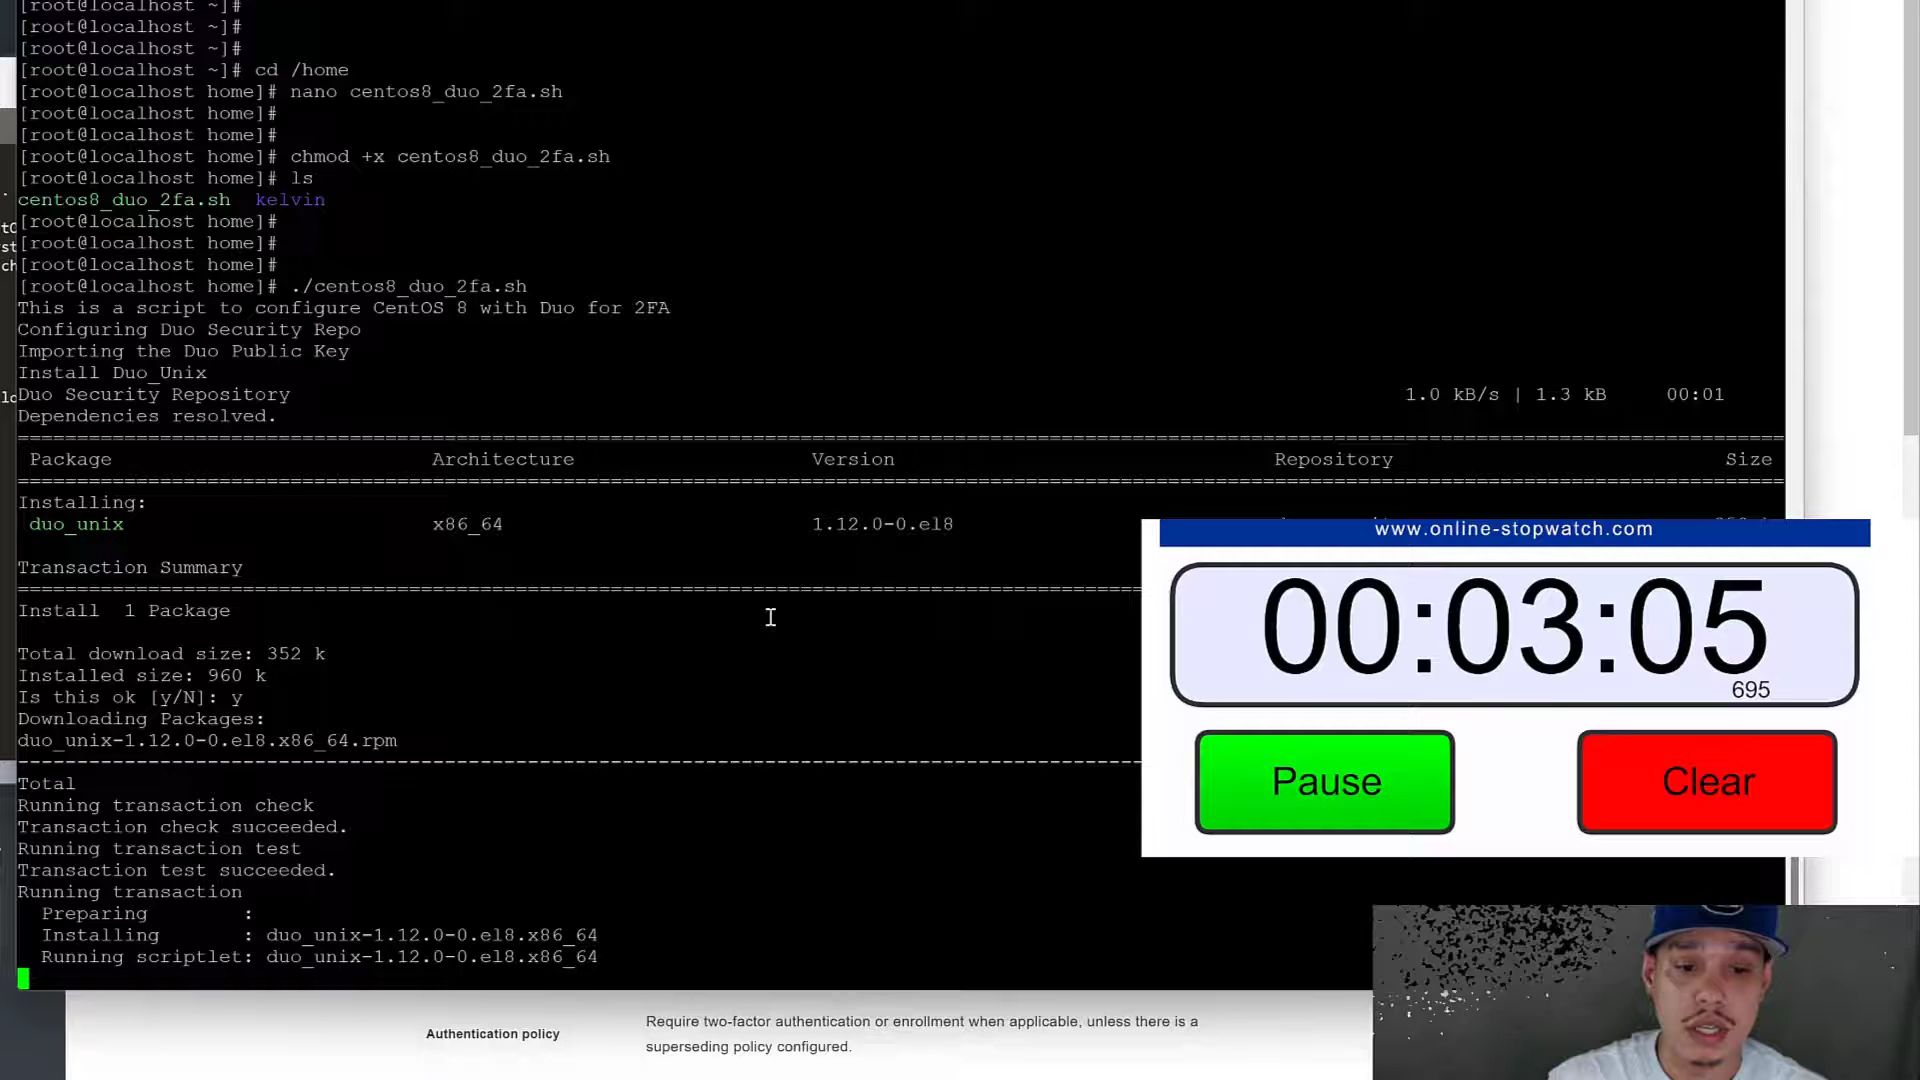 [root@localhost ~]#
[root@localhost ~]#
[root@localhost ~]#
[root@localhost ~]# cd /home
[root@localhost home]# nano centos8_duo_2fa.sh
[root@localhost home]#
[root@localhost home]#
[root@localhost home]# chmod +x centos8_duo_2fa.sh
[root@localhost home]# ls
centos8_duo_2fa.sh kelvin
[root@localhost home]#
[root@localhost home]#
[root@localhost home]#
[root@localhost home]# ./centos8_duo_2fa.sh
This is a script to configure CentOS 8 with Duo for 2FA
Configuring Duo Security Repo
Importing the Duo Public Key
Install Duo_Unix
Duo Security Repository 1.0 kB/s | 1.3 kB 00:01
Dependencies resolved.
Package Architecture Version Repository Size
Installing:
duo_unix x86_64 1.12.0-0.el8
Transaction Summary
Install 1 Package
Total download size: 352 k
Installed size: 960 k
Is this ok [y/N]: y
Downloading Packages:
duo_unix-1.12.0-0.el8.x86_64.rpm
Total
Running transaction check
Transaction check succeeded.
Running transaction test
Transaction test succeeded.
Running transaction
Preparing :
Installing : duo_unix-1.12.0-0.el8.x86_64
Running scriptlet: duo_unix-1.12.0-0.el8.x86_64
www.online-stopwatch.com
00:03:05
695
Pause Clear
Authentication policy
Require two-factor authentication or enrollment when applicable, unless there is a
superseding policy configured.